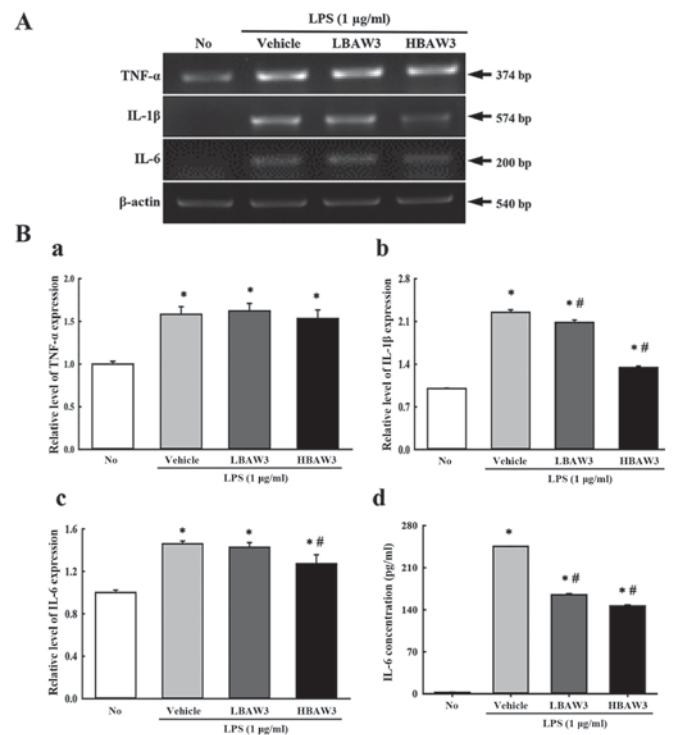 A
LPS (1 µg/ml)
No Vehicle LBAW3 HBAW3
TNF-α 374 bp
IL-1β 574 bp
IL-6 200 bp
β-actin 540 bp
B
a
Relative level of TNF-α expression
2.0
1.5
1.0
0.5
0.0
* * *
No Vehicle LBAW3 HBAW3
LPS (1 µg/ml)
b
Relative level of IL-1β expression
2.8
2.1
1.4
0.7
0.0
* * # * #
No Vehicle LBAW3 HBAW3
LPS (1 µg/ml)
c
Relative level of IL-6 expression
1.6
1.2
0.8
0.4
0.0
* * * #
No Vehicle LBAW3 HBAW3
LPS (1 µg/ml)
d
IL-6 concentration (pg/ml)
280
210
140
70
0
* * # * #
No Vehicle LBAW3 HBAW3
LPS (1 µg/ml)